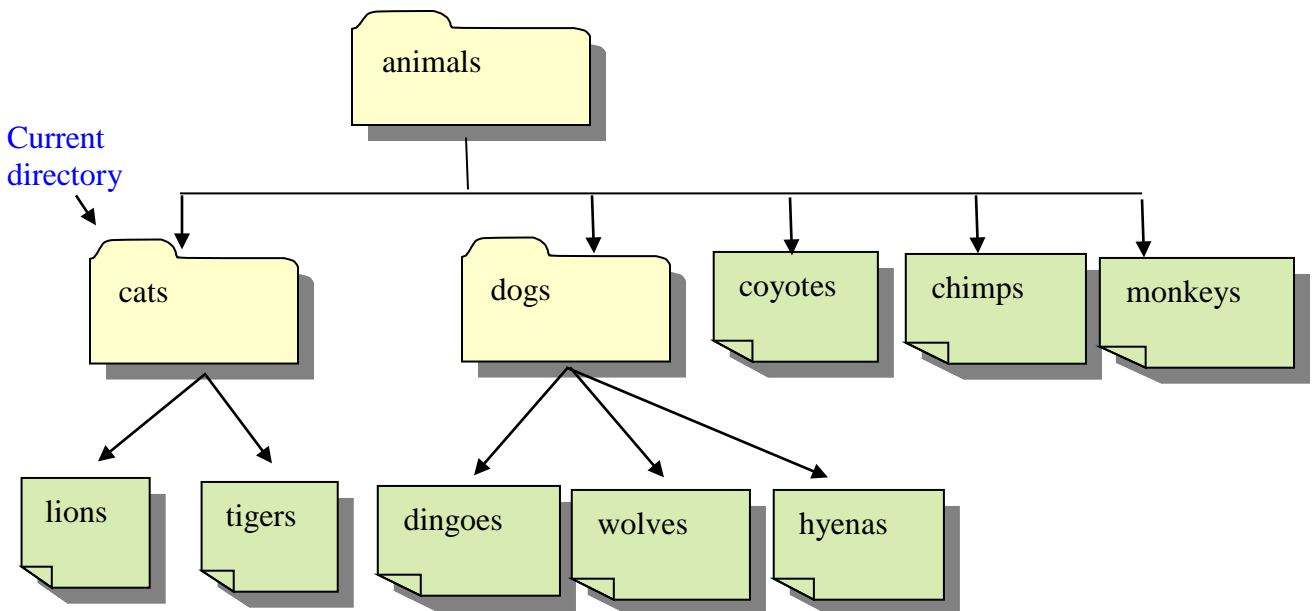 animals
Current
directory
cats
dogs
coyotes
chimps
monkeys
lions
tigers
dingoes
wolves
hyenas